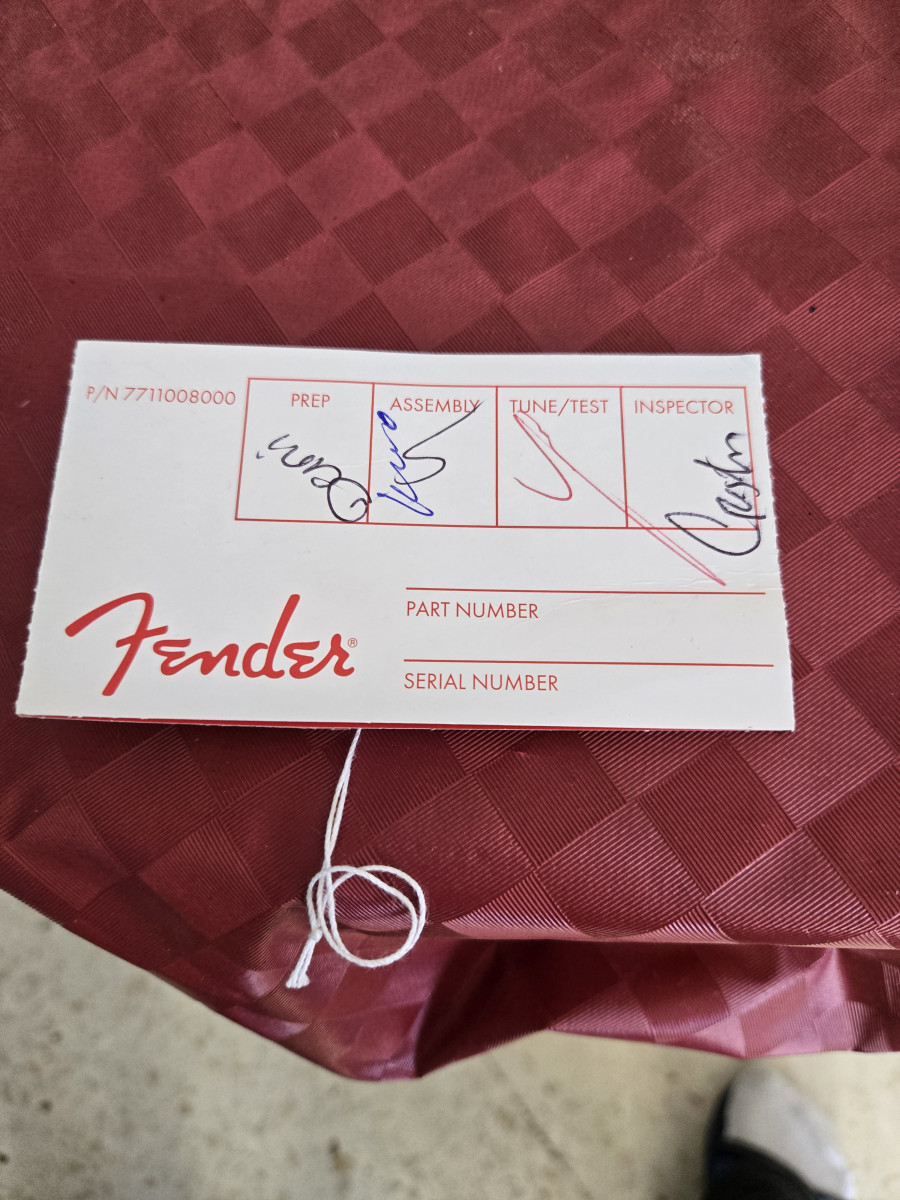 P/N 7711008000
PREP
ASSEMBLY
TUNE/TEST
INSPECTOR
Fender®
PART NUMBER
SERIAL NUMBER